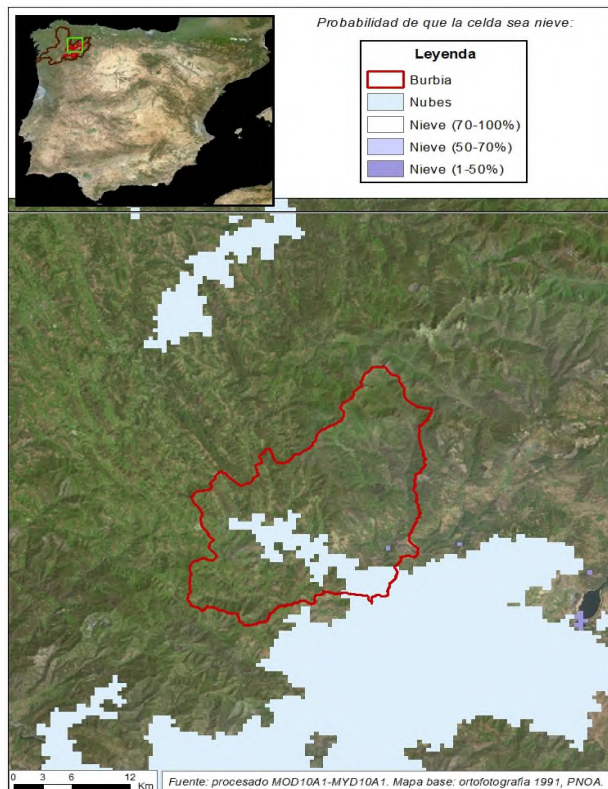 Probabilidad de que la celda sea nieve:
Leyenda
Burbia
Nubes
Nieve (70-100%)
Nieve (50-70%)
Nieve (1-50%)
0 3 6 12
Km
Fuente: procesado MOD10A1-MYD10A1. Mapa base: ortofotografía 1991, PNOA.